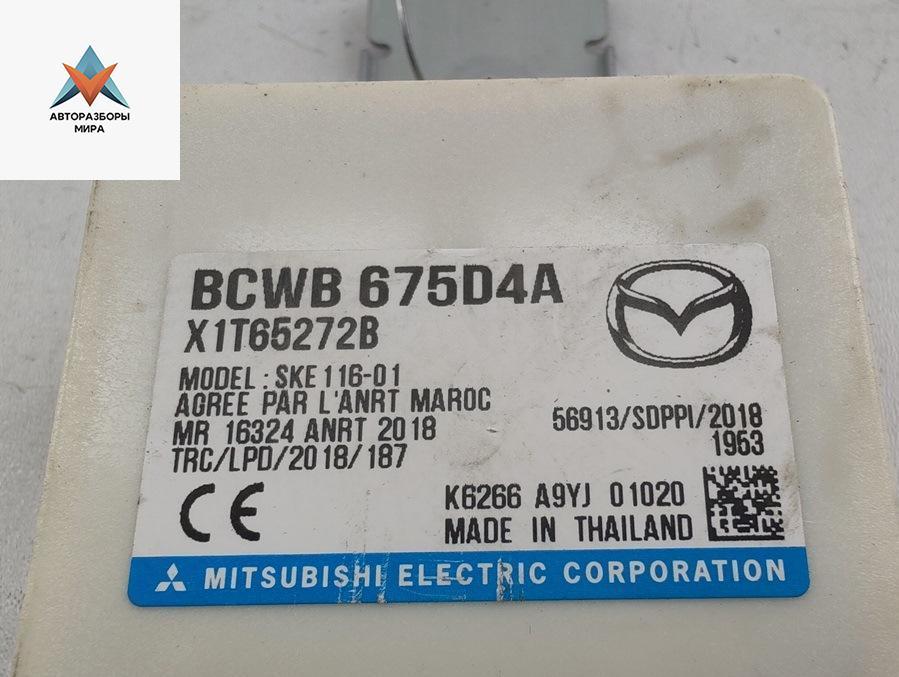 АВТОРАЗБОРЫ
МИРА
BCWB 675D4A
X1T65272B
MODEL : SKE116-01
AGREE PAR L'ANRT MAROC
MR 16324 ANRT 2018
TRC/LPD/2018/187
56913/SDPPI/2018
1963
CE
K6266 A9YJ 01020
MADE IN THAILAND
MITSUBISHI ELECTRIC CORPORATION